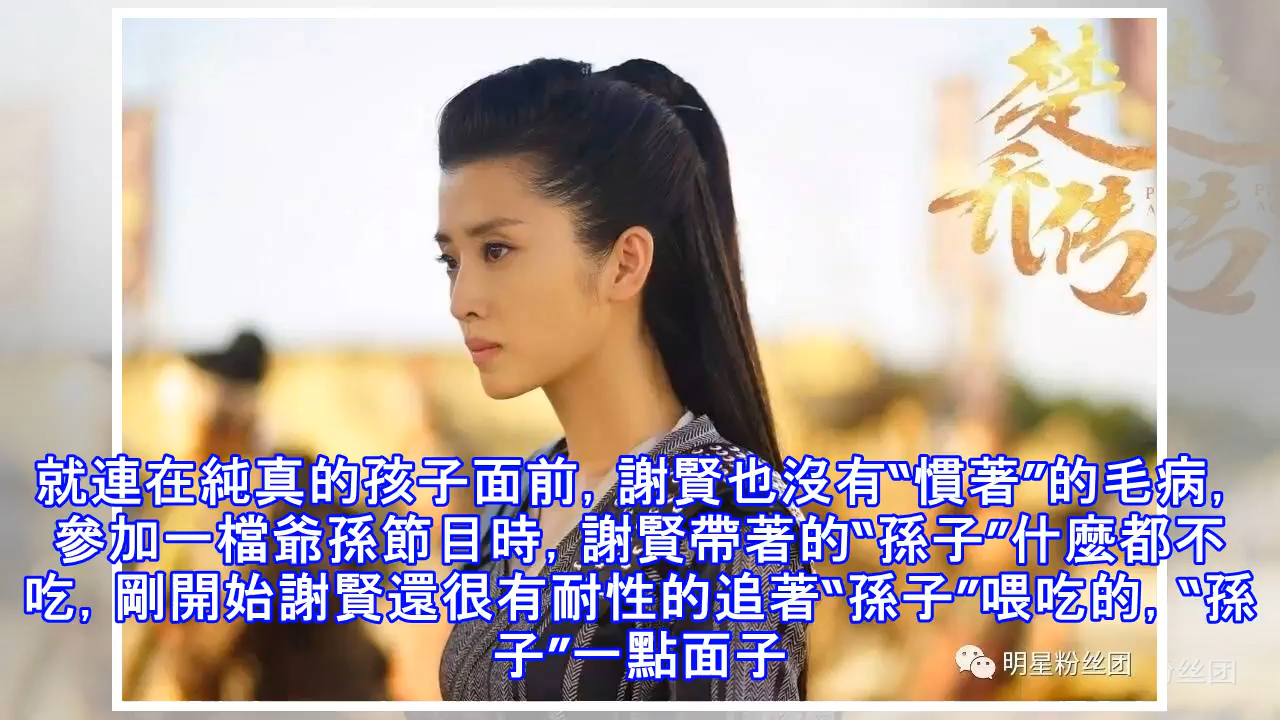 楚
乔传
P
A
就連在純真的孩子面前, 謝賢也沒有“慣著”的毛病,
參加一檔爺孫節目時, 謝賢帶著的“孫子”什麼都不
吃, 剛開始謝賢還很有耐性的追著“孫子”喂吃的, “孫
子”一點面子
明星粉丝团
丝团